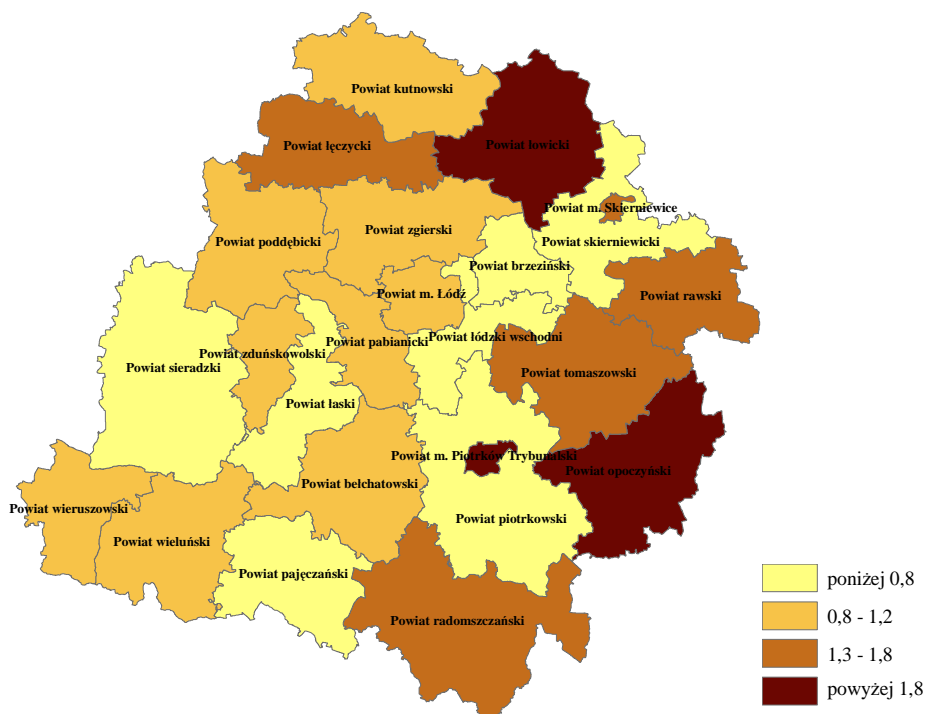 Powiat kutnowski
Powiat łęczycki
Powiat łowicki
Powiat m. Skierniewice
Powiat poddębicki
Powiat zgierski
Powiat skierniewicki
Powiat brzeziński
Powiat m. Łódź
Powiat rawski
Powiat zduńskowolski
Powiat pabianicki
Powiat łódzki wschodni
Powiat sieradzki
Powiat tomaszowski
Powiat łaski
Powiat m. Piotrków Trybunalski
Powiat opoczyński
Powiat bełchatowski
Powiat wieruszowski
Powiat piotrkowski
Powiat wieluński
Powiat pajęczański
Powiat radomszczański
poniżej 0,8
0,8 - 1,2
1,3 - 1,8
powyżej 1,8